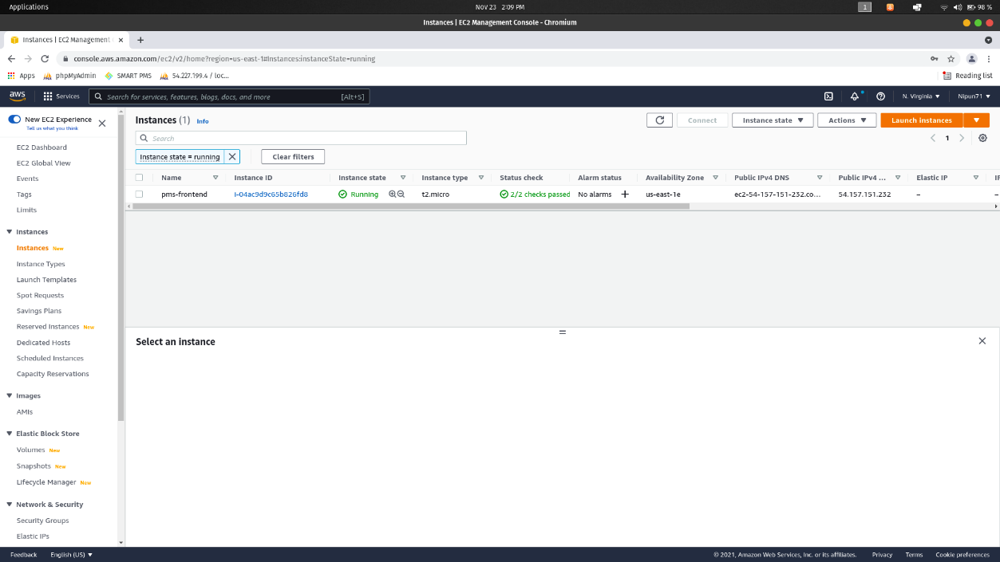 Applications
Nov 23 2:09 PM
1
98 %
Instances | EC2 Management Console - Chromium
Instances | EC2 Management
console.aws.amazon.com/ec2/v2/home?region=us-east-1#Instances:instanceState=running
Apps
phpMyAdmin
SMART PMS
54.227.199.4 / loc...
Reading list
aws
Services
Search for services, features, blogs, docs, and more
[Alt+S]
N. Virginia
Nipun71
New EC2 Experience
Tell us what you think
EC2 Dashboard
EC2 Global View
Events
Tags
Limits
Instances
Instances New
Instance Types
Launch Templates
Spot Requests
Savings Plans
Reserved Instances New
Dedicated Hosts
Scheduled Instances
Capacity Reservations
Images
AMIs
Elastic Block Store
Volumes New
Snapshots New
Lifecycle Manager New
Network & Security
Security Groups
Elastic IPs
Instances (1) Info
Connect
Instance state
Actions
Launch instances
Search
1
Instance state = running
Clear filters
Name Instance ID Instance state Instance type Status check Alarm status Availability Zone Public IPv4 DNS Public IPv4 ... Elastic IP IP
pms-frontend i-04ac9d9c65b826fd8 Running t2.micro 2/2 checks passed No alarms + us-east-1e ec2-54-157-151-232.co... 54.157.151.232 – –
Select an instance
Feedback
English (US)
© 2021, Amazon Web Services, Inc. or its affiliates.
Privacy
Terms
Cookie preferences